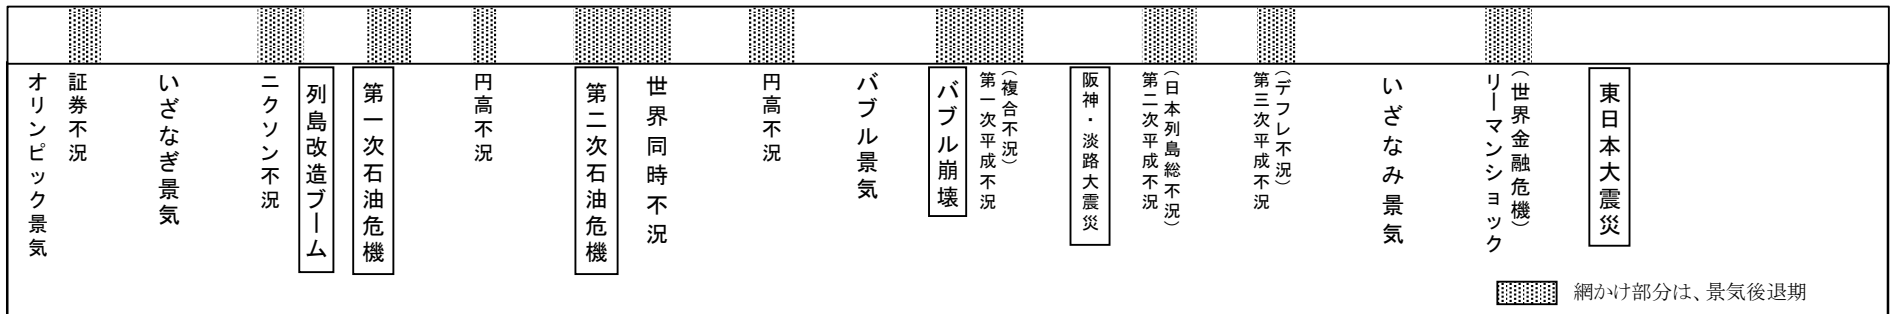 オリンピック景気
証券不況
いざなぎ景気
ニクソン不況
列島改造ブーム
第一次石油危機
円高不況
第二次石油危機
世界同時不況
円高不況
バブル景気
バブル崩壊
第一次平成不況
（複合不況）
阪神・淡路大震災
第二次平成不況
（日本列島総不況）
第三次平成不況
（デフレ不況）
いざなみ景気
リーマンショック
（世界金融危機）
東日本大震災
網かけ部分は、景気後退期